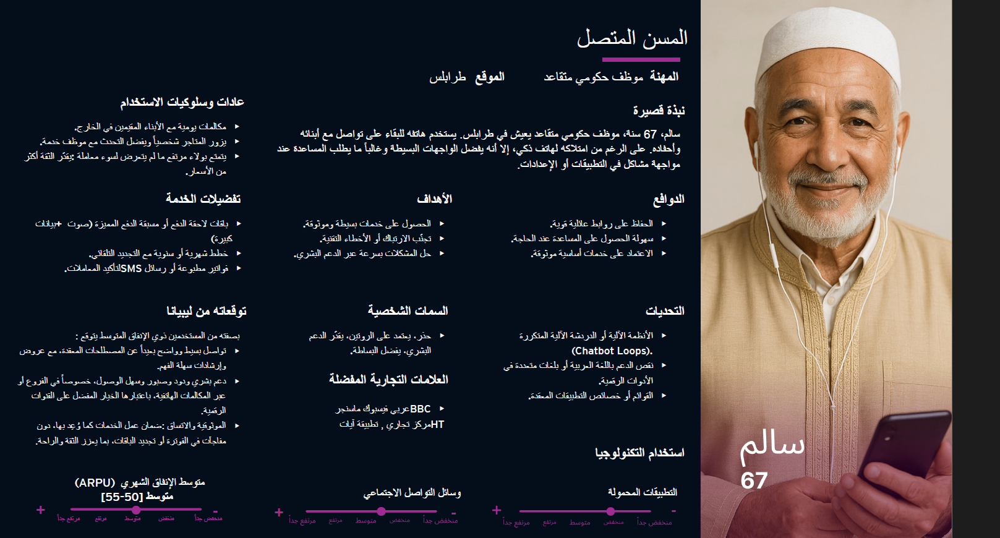 المسن المتصل
المهنة موظف حكومي متقاعد الموقع طرابلس
نبذة قصيرة
سالم، 67 سنة، موظف حكومي متقاعد يعيش في طرابلس. يستخدم هاتفه للبقاء على تواصل مع أبنائه
وأحفاده. على الرغم من امتلاكه لهاتف ذكي، إلا أنه يفضل الواجهات البسيطة وغالباً ما يطلب المساعدة عند
مواجهة مشاكل في التطبيقات أو الإعدادات.
عادات وسلوكيات الاستخدام
مكالمات يومية مع الأبناء المقيمين في الخارج.
يزور المتاجر شخصياً ويفضل التحدث مع موظف خدمة.
يتمتع بولاء مرتفع ما لم يتعرض لسوء معاملة :يقدّر الثقة أكثر
من الأسعار.
الدوافع
الحفاظ على روابط عائلية قوية.
سهولة الحصول على المساعدة عند الحاجة.
الاعتماد على خدمات أساسية موثوقة.
الأهداف
الحصول على خدمات بسيطة وموثوقة.
تجنّب الارتباك أو الأخطاء التقنية.
حل المشكلات بسرعة عبر الدعم البشري.
تفضيلات الخدمة
باقات لاحقة الدفع أو مسبقة الدفع المميزة (صوت +بيانات
كبيرة)
خطط شهرية أو سنوية مع التجديد التلقائي.
فواتير مطبوعة أو رسائل SMSلتأكيد المعاملات.
التحديات
الأنظمة الآلية أو الدردشة الآلية المتكررة
(Chatbot Loops).
نقص الدعم باللغة العربية أو بلغات متعددة في
الأدوات الرقمية.
القوائم أو خصائص التطبيقات المعقدة.
السمات الشخصية
حذر، يعتمد على الروتين، يقدّر الدعم
البشري، يفضل البساطة.
العلامات التجارية المفضلة
BBCعربي فيسبوك ماسنجر
HTمركز تجاري , تطبيقة آيات
توقعاته من ليبيانا
بصفته من المستخدمين ذوي الإنفاق المتوسط يتوقع :
تواصل بسيط وواضح بعيداً عن المصطلحات المعقدة، مع عروض
وإرشادات سهلة الفهم.
دعم بشري ودود وصبور وسهل الوصول، خصوصاً في الفروع أو
عبر المكالمات الهاتفية، باعتبارها الخيار المفضل على القنوات
الرقمية.
الموثوقية والاتساق :ضمان عمل الخدمات كما وُعِد بها، دون
مفاجآت في الفوترة أو تجديد الباقات، بما يعزز الثقة والراحة.
استخدام التكنولوجيا
التطبيقات المحمولة
- +
منخفض جداً منخفض متوسط مرتفع مرتفع جداً
وسائل التواصل الاجتماعي
- +
منخفض جداً منخفض متوسط مرتفع مرتفع جداً
متوسط الإنفاق الشهري (ARPU)
متوسط [50-55]
- +
منخفض جداً منخفض متوسط مرتفع مرتفع جداً
سالم
67